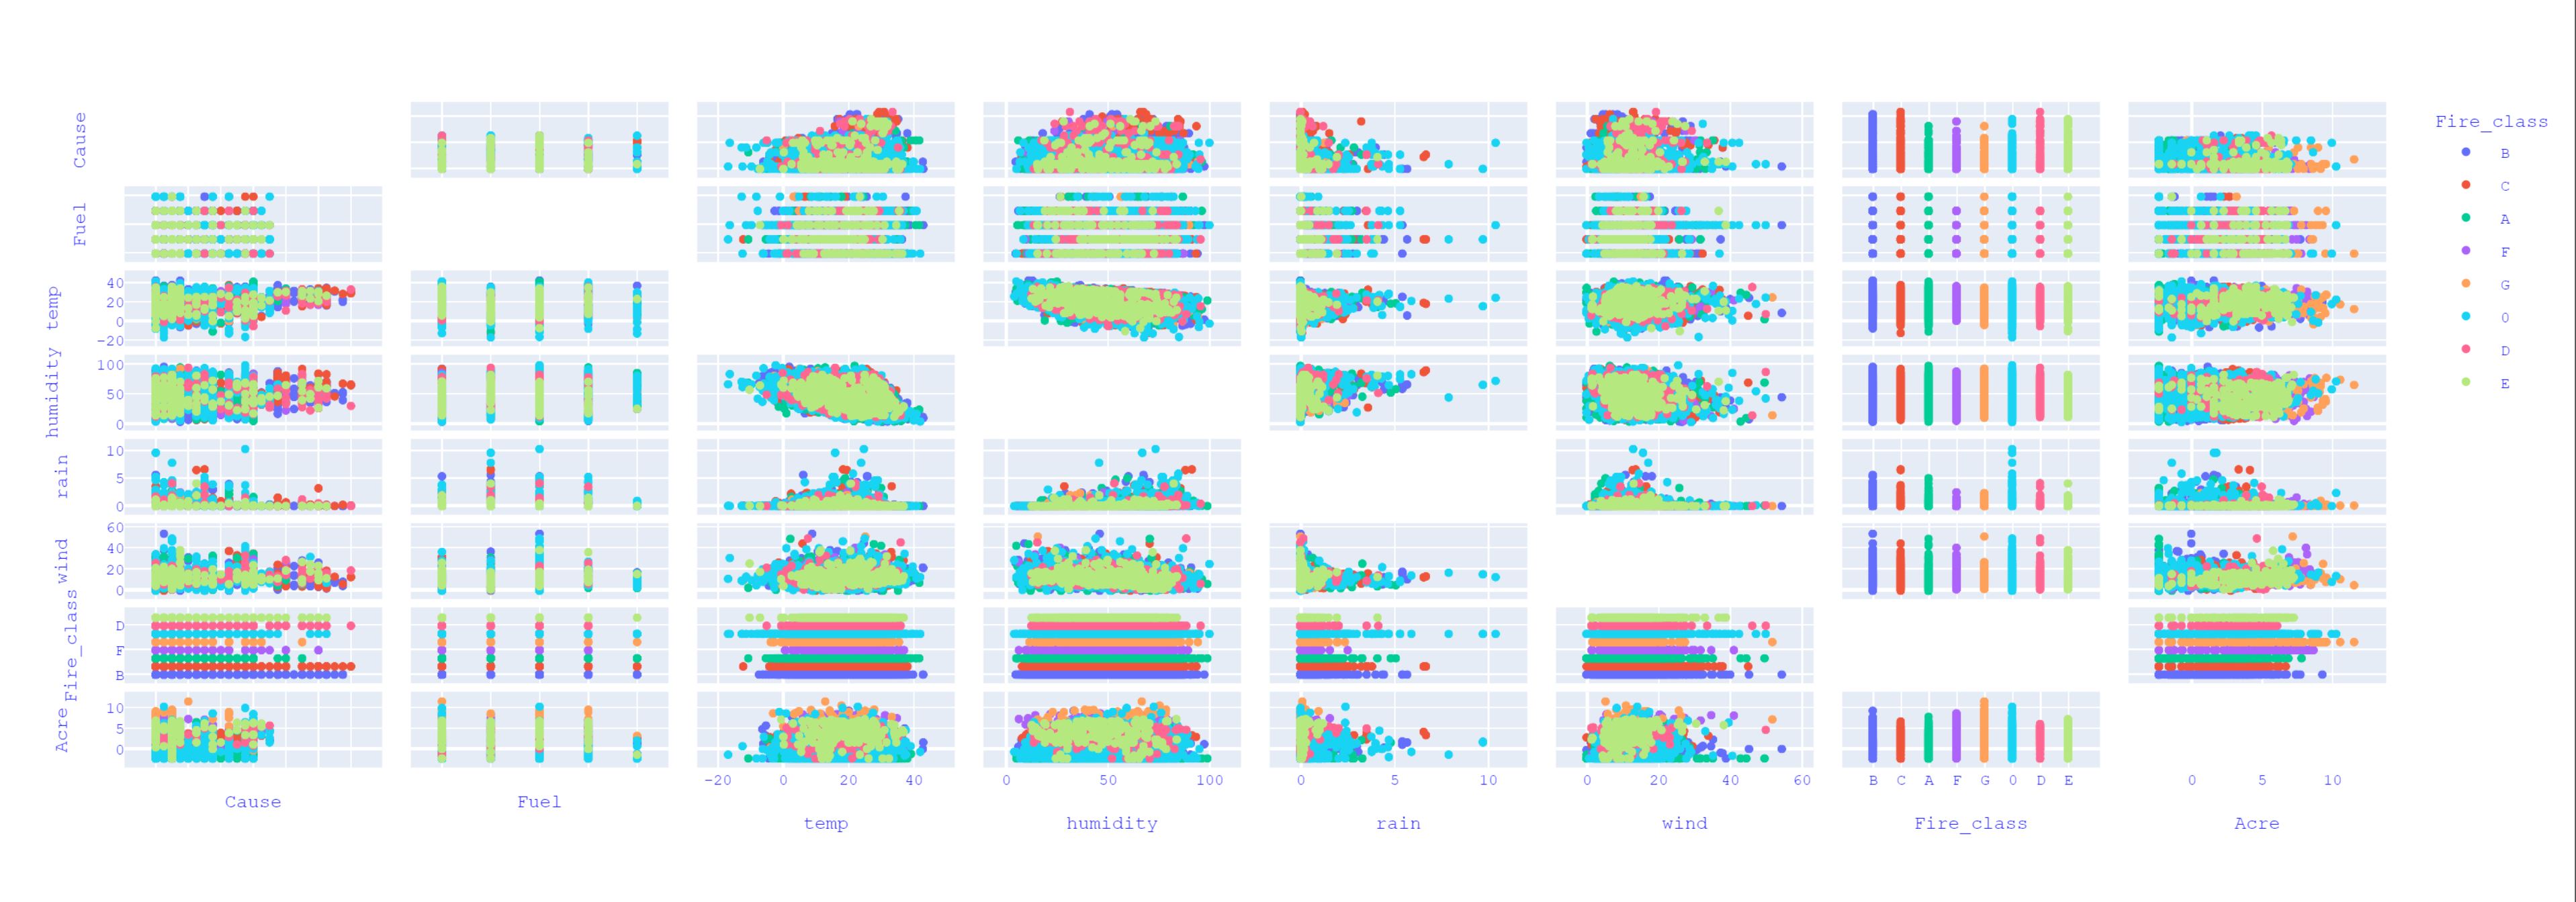 Fire_class
B
C
A
F
G
0
D
E
Cause
Fuel
temp
40
20
0
-20
humidity
100
50
0
rain
10
5
0
wind
60
40
20
0
Fire_class
D
F
B
Acre
10
5
0
-20 0 20 40
0 50 100
0 5 10
0 20 40 60
B C A F G 0 D E
0 5 10
Cause Fuel
temp humidity rain wind Fire_class Acre